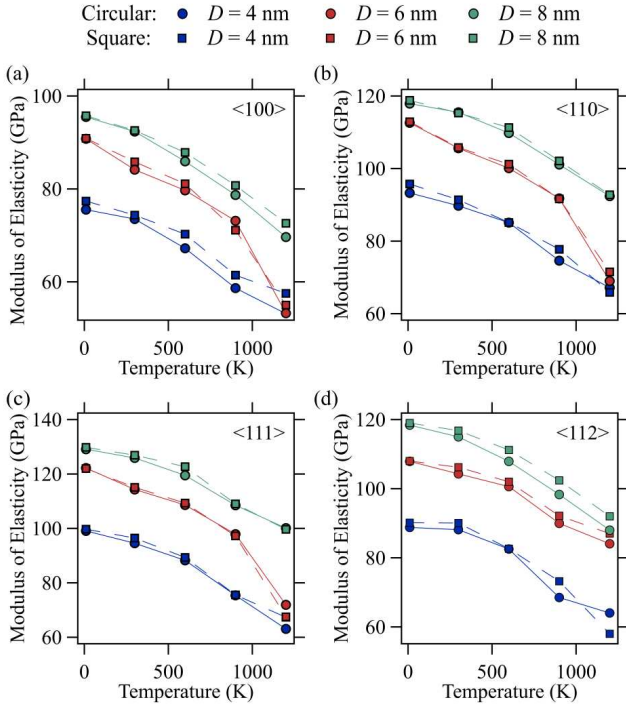 Circular: D = 4 nm D = 6 nm D = 8 nm
Square: D = 4 nm D = 6 nm D = 8 nm
(a)
<100>
Modulus of Elasticity (GPa)
100
80
60
0 500 1000
Temperature (K)
(b)
<110>
Modulus of Elasticity (GPa)
120
100
80
60
0 500 1000
Temperature (K)
(c)
<111>
Modulus of Elasticity (GPa)
140
120
100
80
60
0 500 1000
Temperature (K)
(d)
<112>
Modulus of Elasticity (GPa)
120
100
80
60
0 500 1000
Temperature (K)